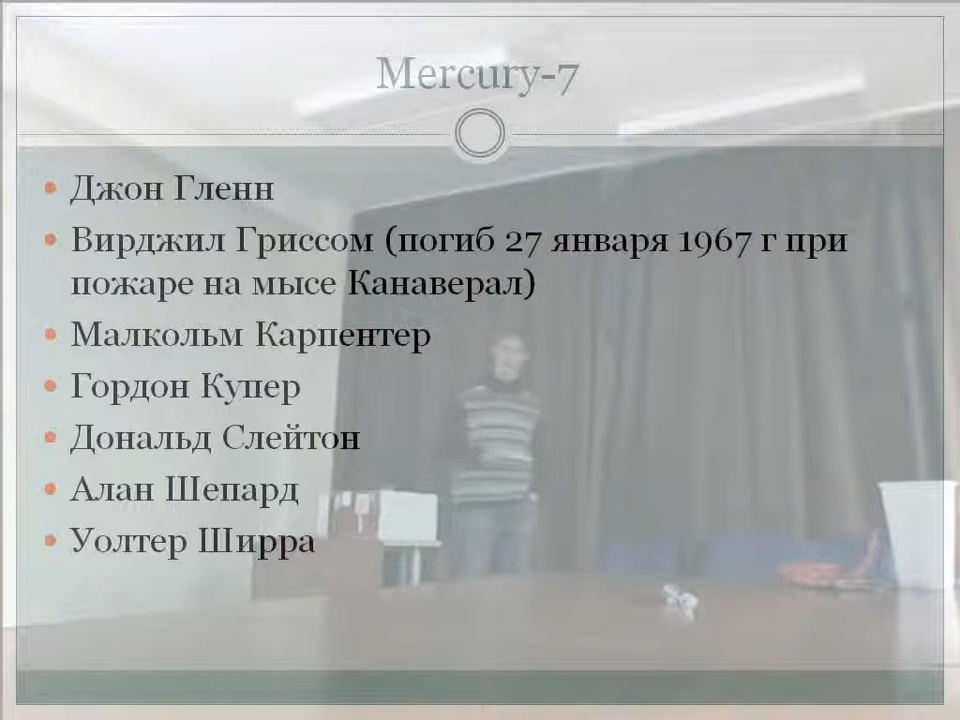 Mercury-7
• Джон Гленн
• Вирджил Гриссом (погиб 27 января 1967 г при
пожаре на мысе Канаверал)
• Малкольм Карпентер
• Гордон Купер
• Дональд Слейтон
• Алан Шепард
• Уолтер Ширра